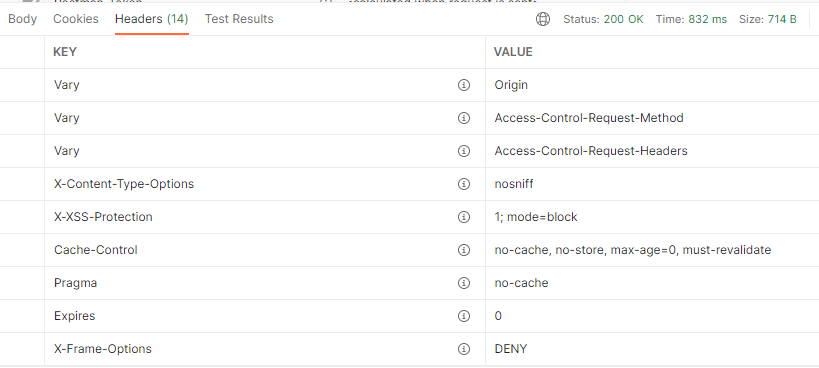 Body Cookies Headers (14) Test Results Status: 200 OK Time: 832 ms Size: 714 B
KEY VALUE
Vary Origin
Vary Access-Control-Request-Method
Vary Access-Control-Request-Headers
X-Content-Type-Options nosniff
X-XSS-Protection 1; mode=block
Cache-Control no-cache, no-store, max-age=0, must-revalidate
Pragma no-cache
Expires 0
X-Frame-Options DENY